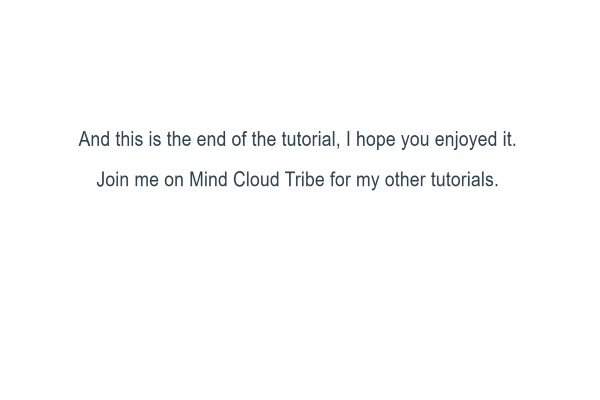 And this is the end of the tutorial, I hope you enjoyed it.
Join me on Mind Cloud Tribe for my other tutorials.